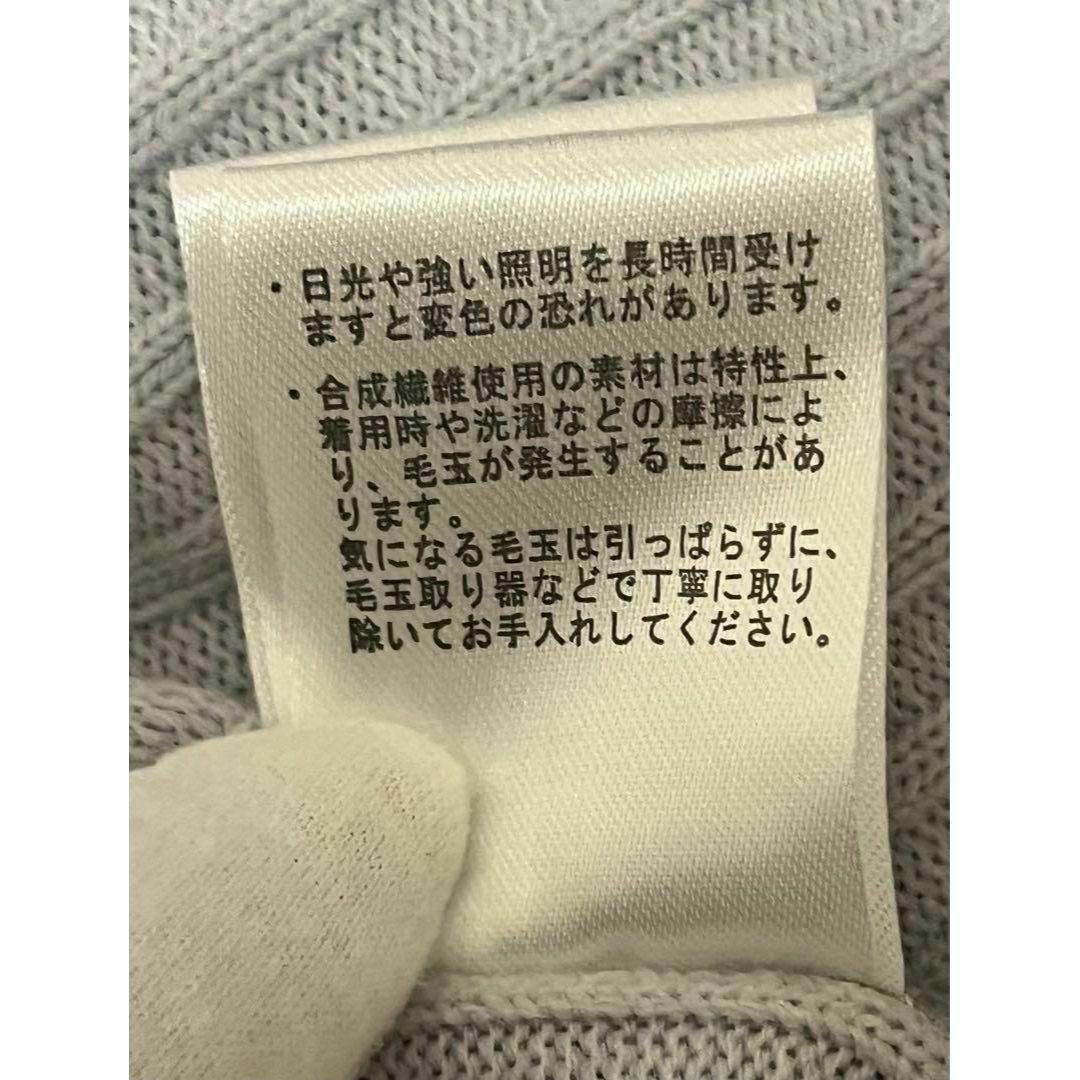 ・日光や強い照明を長時間受け
ますと変色の恐れがあります。
・合成繊維使用の素材は特性上、
着用時や洗濯などの摩擦によ
り、毛玉が発生することがあ
ります。
気になる毛玉は引っぱらずに、
毛玉取り器などで丁寧に取り
除いてお手入れしてください。